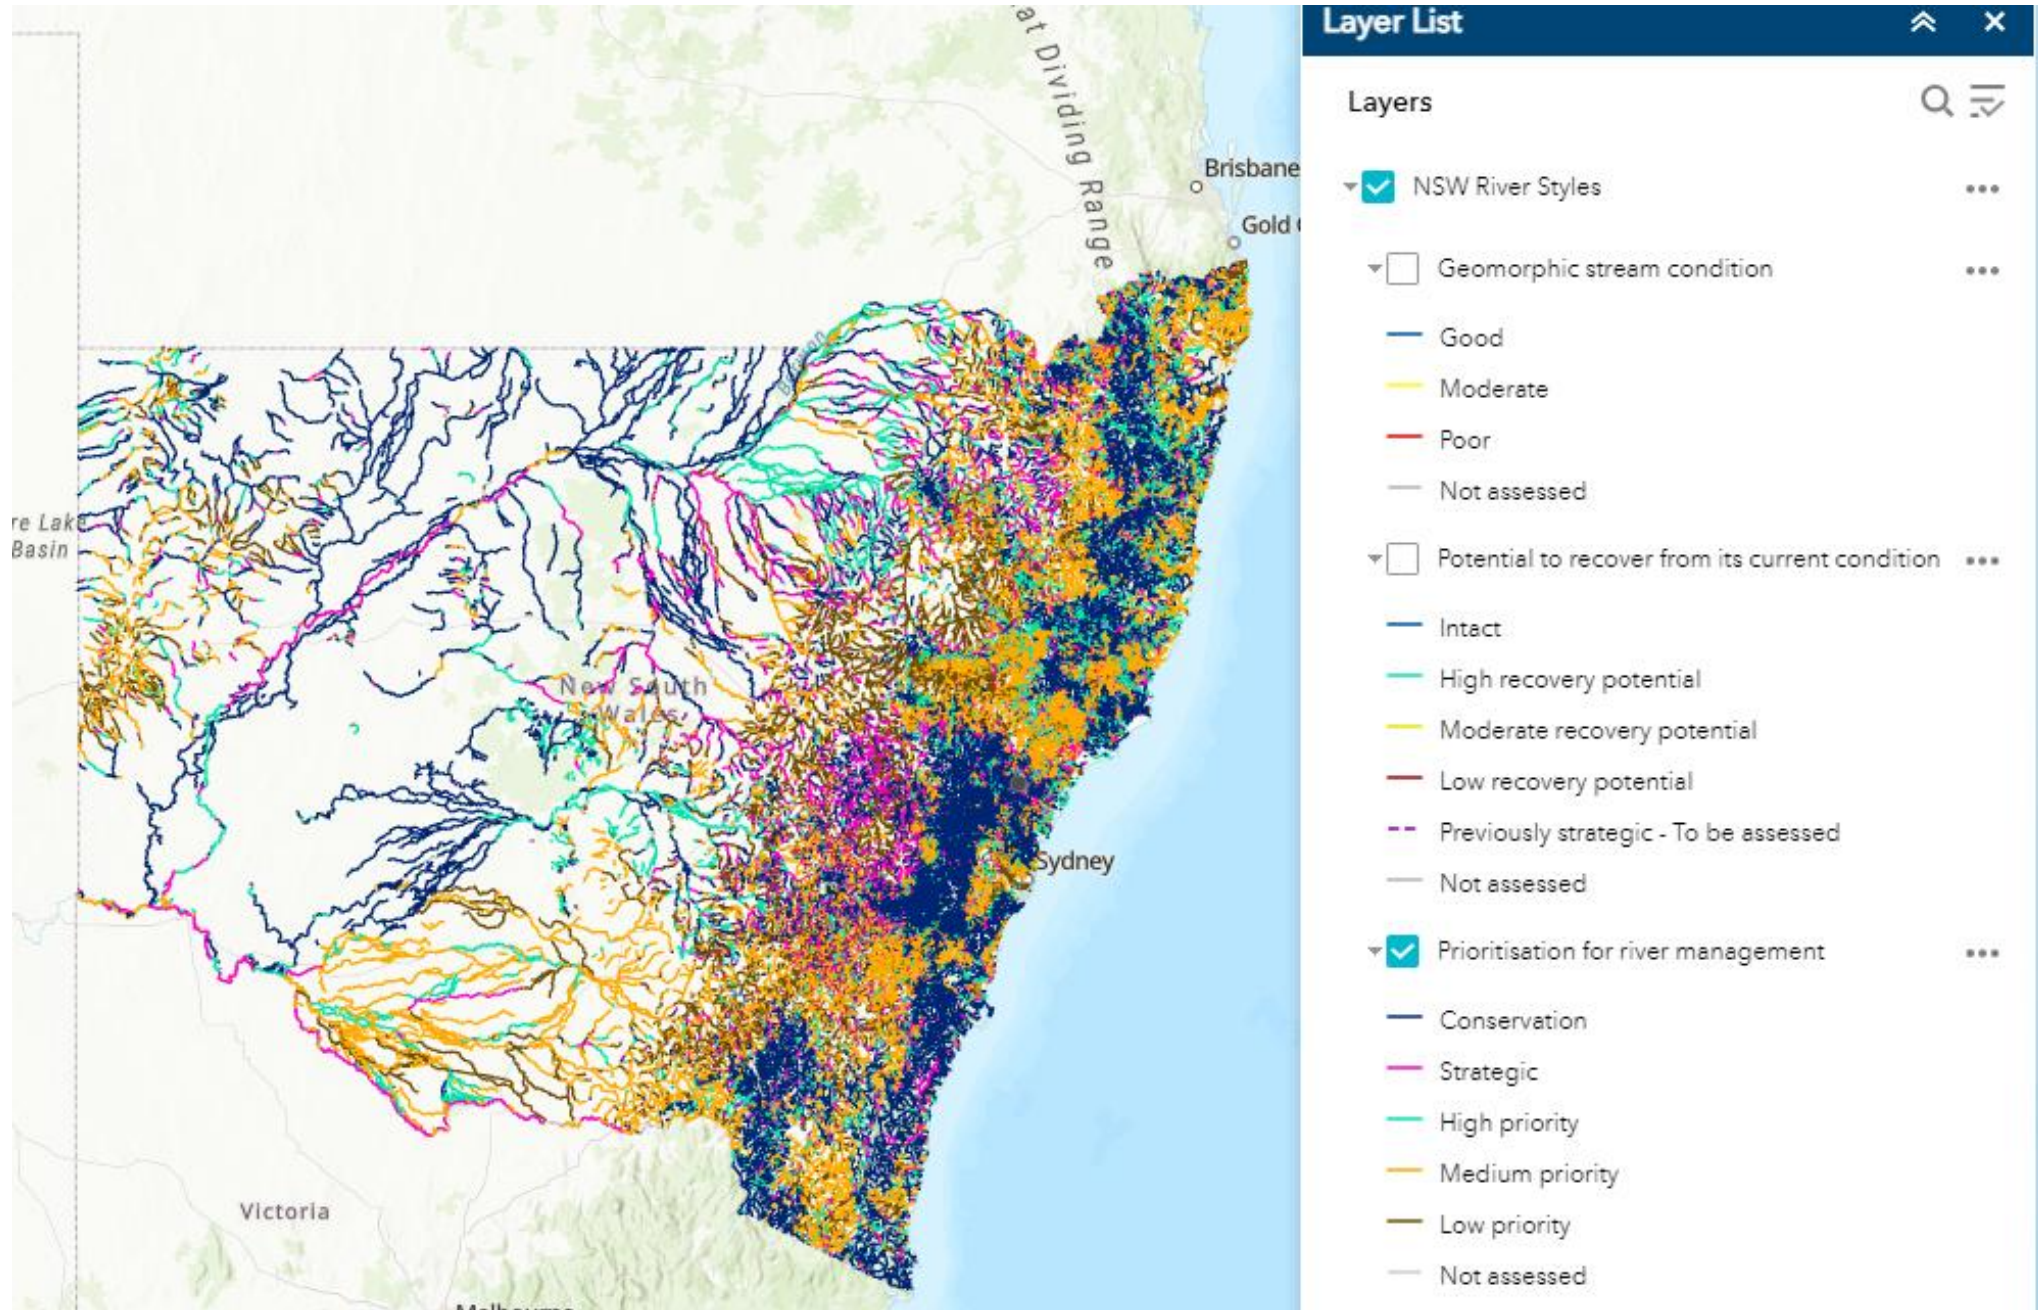 at Dividing Range
Brisbane
Gold
re Lake
Basin
New South
Wales
Sydney
Victoria
Layer List
Layers
NSW River Styles
Geomorphic stream condition
Good
Moderate
Poor
Not assessed
Potential to recover from its current condition
Intact
High recovery potential
Moderate recovery potential
Low recovery potential
Previously strategic - To be assessed
Not assessed
Prioritisation for river management
Conservation
Strategic
High priority
Medium priority
Low priority
Not assessed